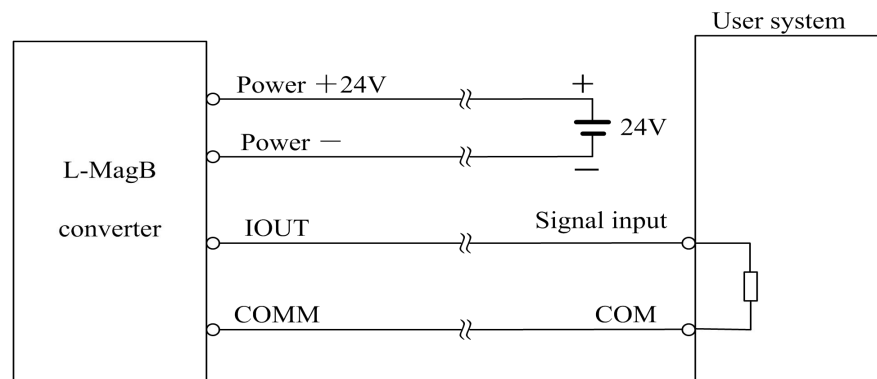 User system
Power ＋24V
+
24V
Power －
－
L-MagB
converter
IOUT
Signal input
COMM
COM